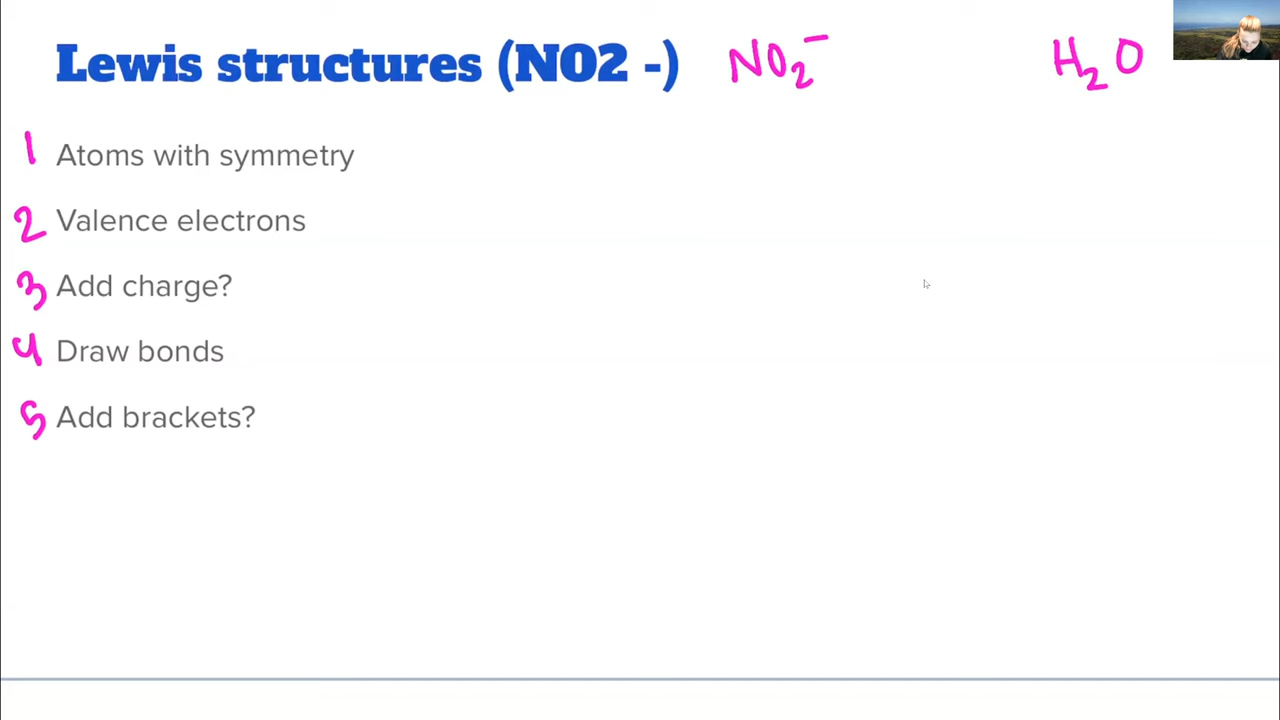 Lewis structures (NO2 -) NO₂⁻ H₂O
1 Atoms with symmetry
2 Valence electrons
3 Add charge?
4 Draw bonds
5 Add brackets?